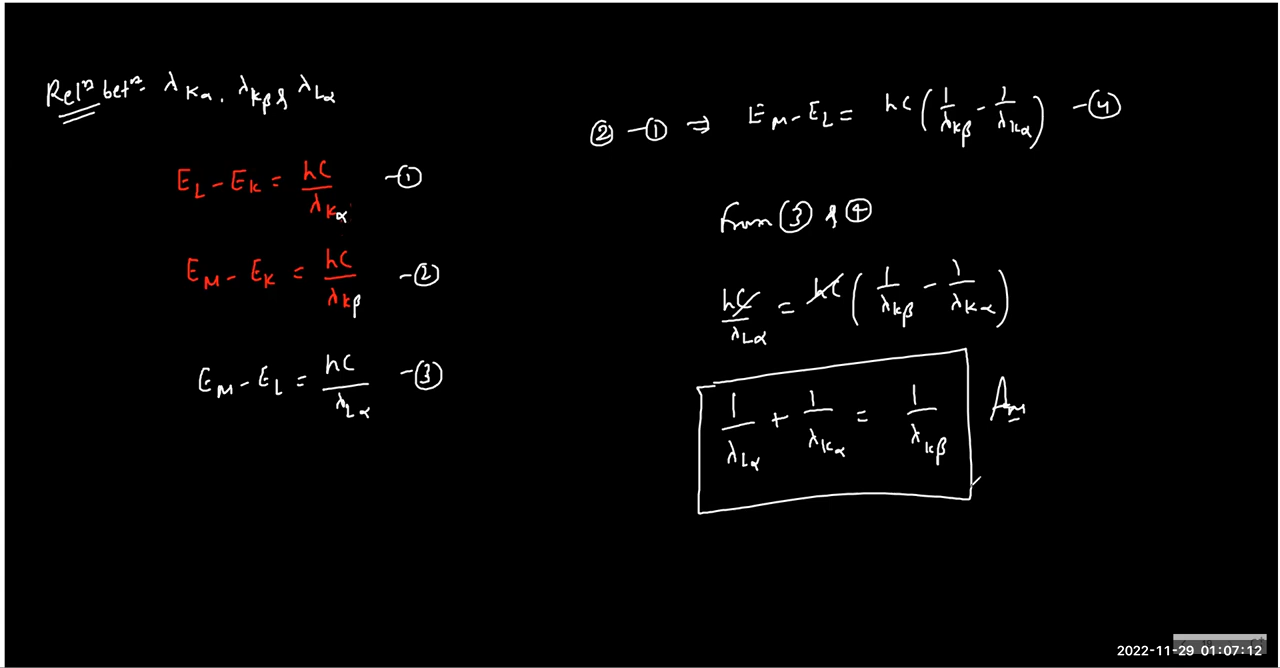 Relⁿ betⁿ λKα, λKβ & λLα
EL - EK = hC/λKα -①
EM - EK = hC/λKβ -②
EM - EL = hC/λLα -③
② -① ⇒ EM - EL = hC(1/λKβ - 1/λKα) -④
From ③ & ④
hC/λLα = hC(1/λKβ - 1/λKα)
1/λLα + 1/λKα = 1/λKβ Ans
2022-11-29 01:07:12